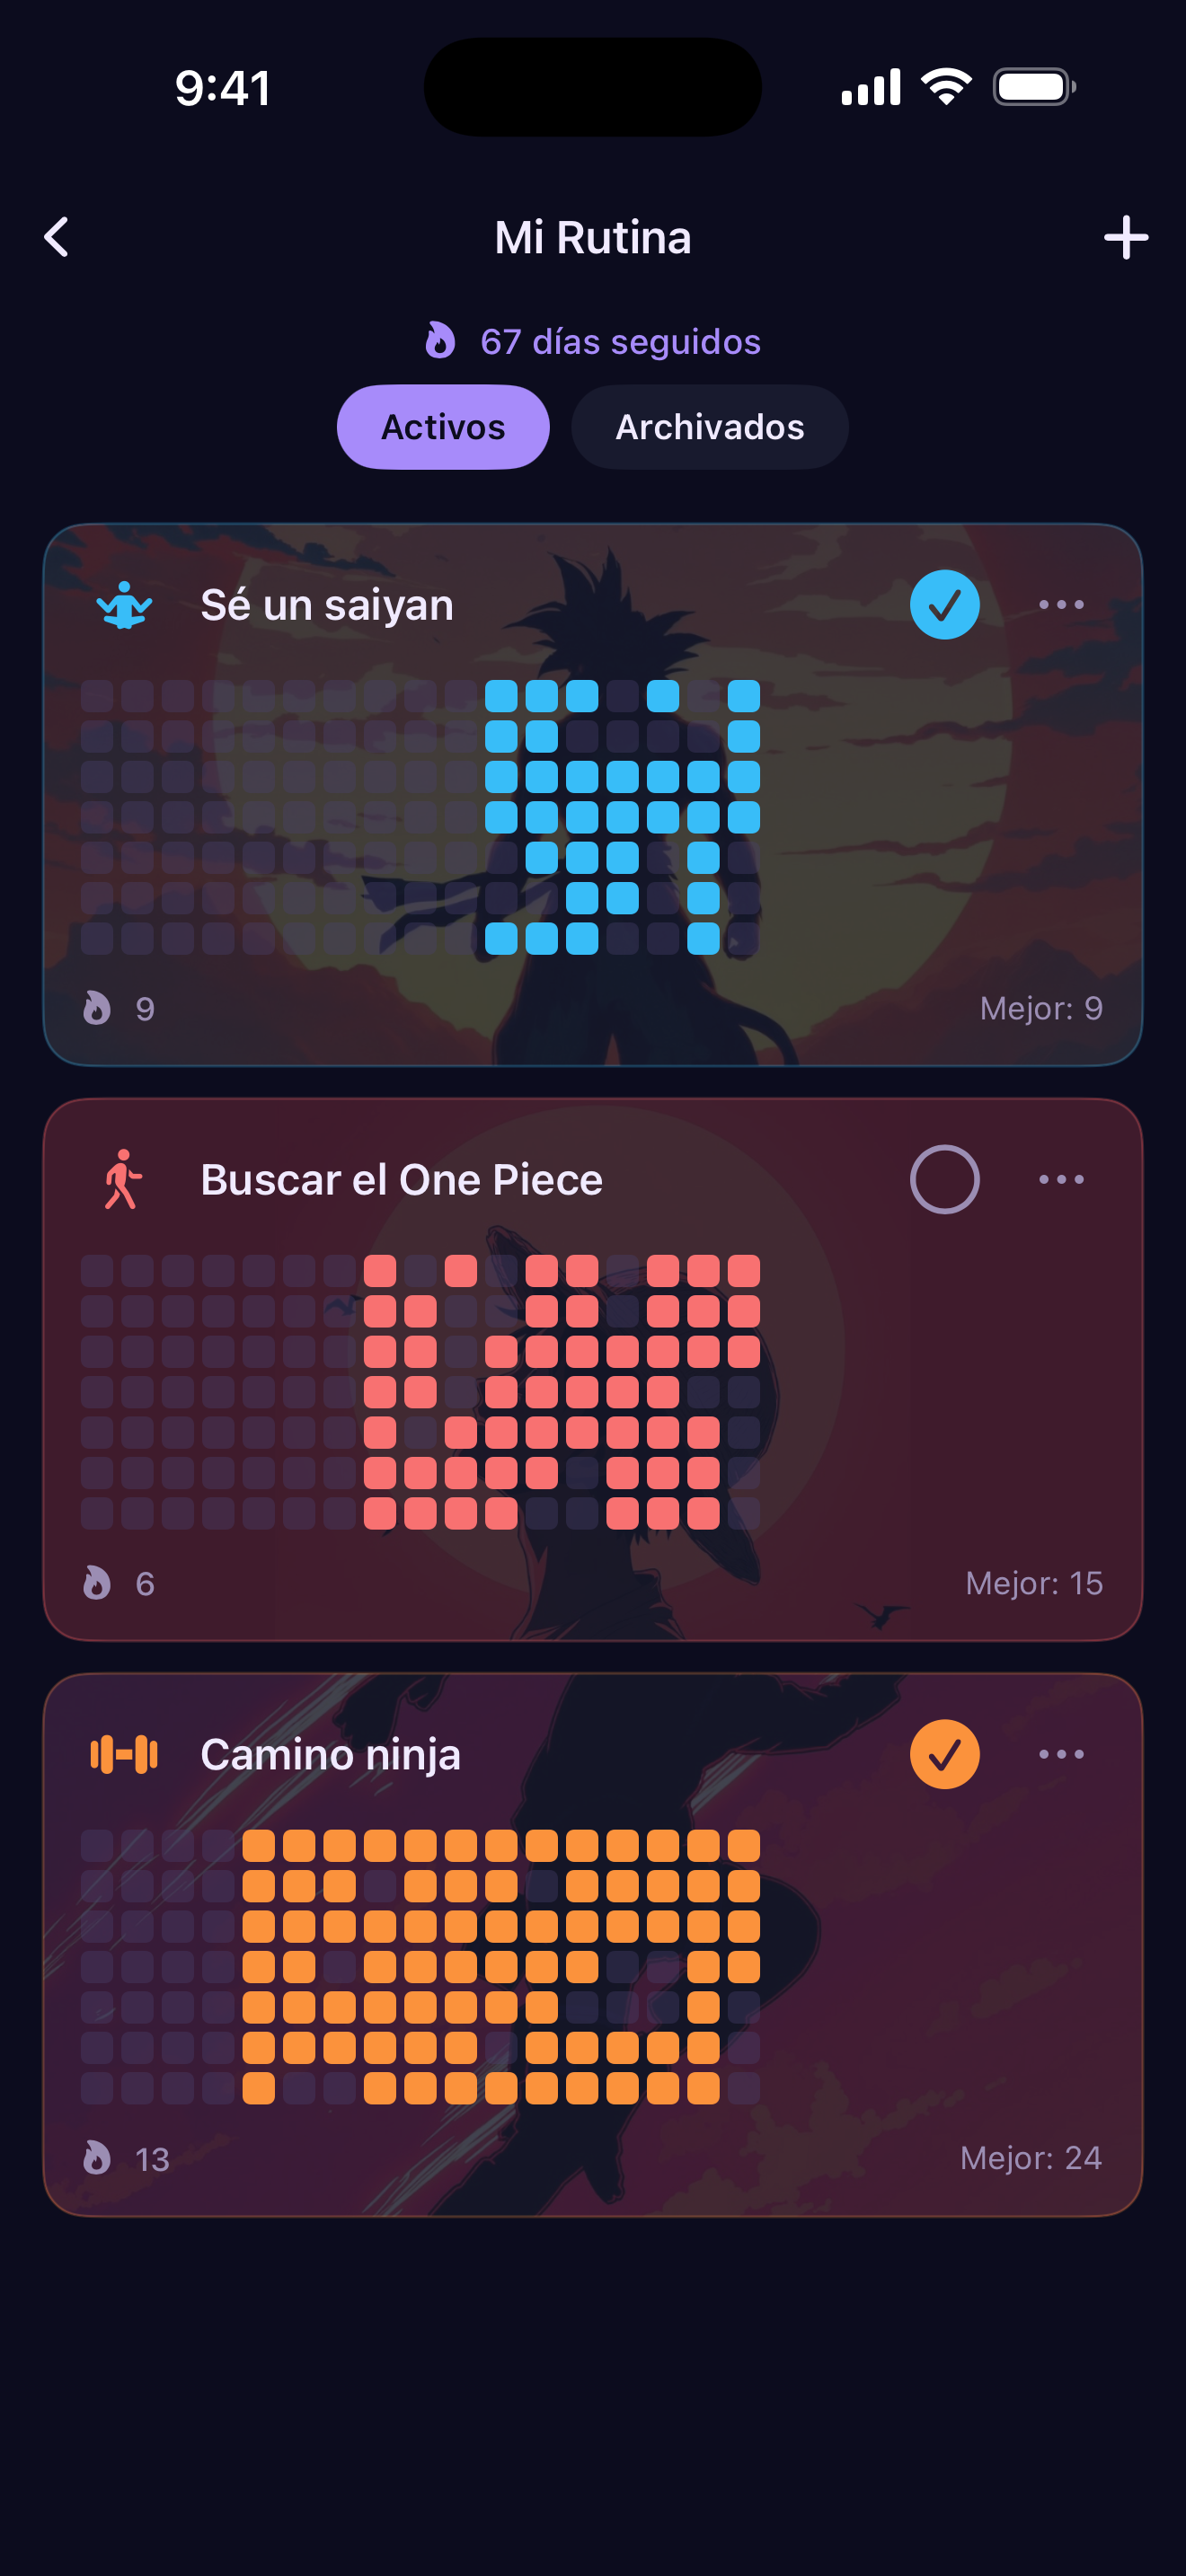 9:41
Mi Rutina
67 días seguidos
Activos
Archivados
Sé un saiyan
9
Mejor: 9
Buscar el One Piece
6
Mejor: 15
Camino ninja
13
Mejor: 24